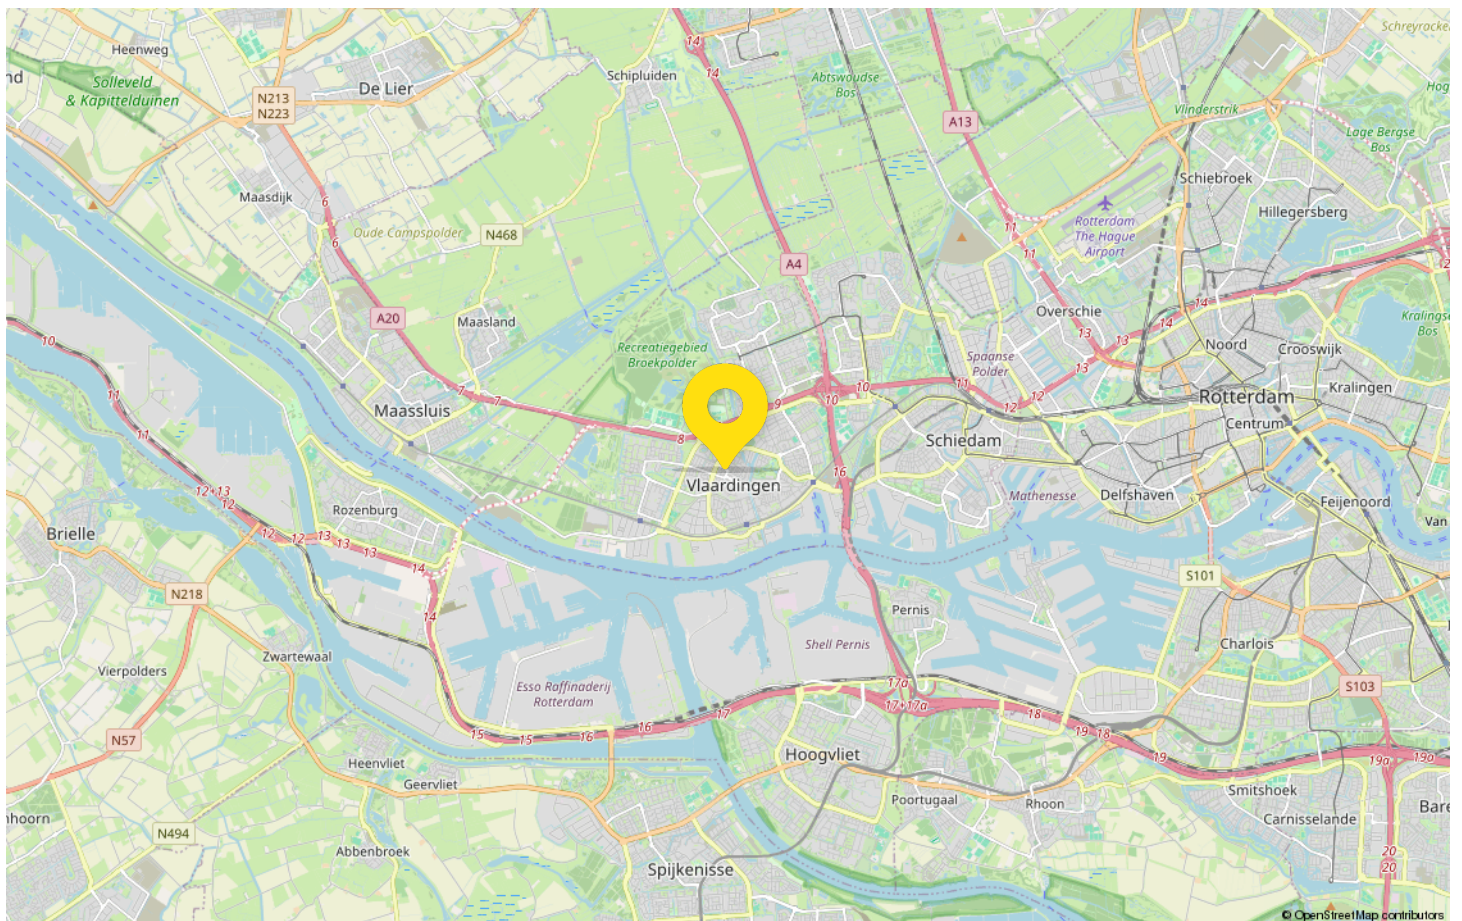 Heenweg
Solleveld
& Kapittelduinen
N213
N223
De Lier
Schipluiden
14
14
Abtswoudse
Bos
A13
Vlinderstrik
Lage Bergse
Bos
Schiebroek
Hillegersberg
Rotterdam
The Hague
Airport
11
11
Maasdijk
6
6
Oude Campspolder
N468
A4
A20
Maasland
Overschie
14
14
13
13
Noord
Crooswijk
Kralingen
Recreatiegebied
Broekpolder
Spaanse
Polder
10
11
7
7
Maassluis
8
9
10
10
11
12
12
Rotterdam
Centrum
Schiedam
Vlaardingen
16
Mathenesse
Delfshaven
Feijenoord
Van
12+13
12
12
12
13
13
14
14
Rozenburg
Brielle
N218
S101
Pernis
Shell Pernis
Charlois
Vierpolders
Zwartewaal
Esso Raffinaderij
Rotterdam
S103
N57
15
15
16
16
17
17a
17+17a
18
19
18
19
19a
19a
Hoogvliet
Heenvliet
Geervliet
Poortugaal
Rhoon
Smitshoek
Carnisselande
Bare
nhoorn
N494
Abbenbroek
Spijkenisse
20
20
© OpenStreetMap contributors